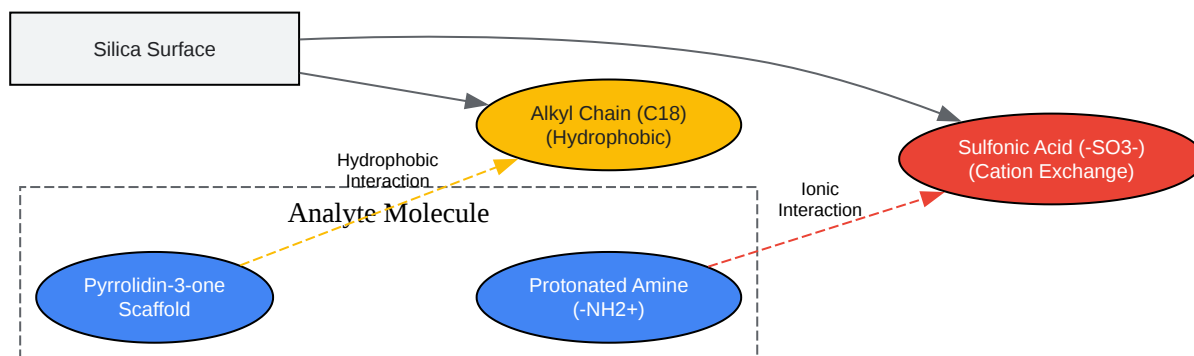 Silica Surface
Alkyl Chain (C18)
(Hydrophobic)
Sulfonic Acid (-SO3-)
(Cation Exchange)
Hydrophobic
Interaction
Ionic
Interaction
Analyte Molecule
Pyrrolidin-3-one
Scaffold
Protonated Amine
(-NH2+)